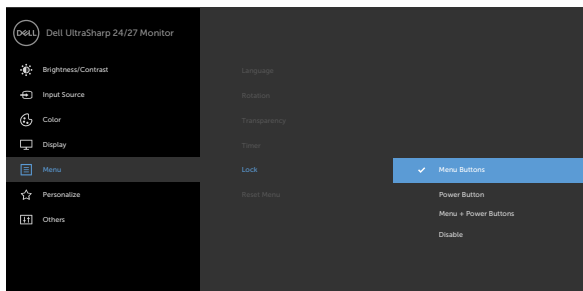 DELL
Dell UltraSharp 24/27 Monitor
Brightness/Contrast
Input Source
Color
Display
Menu
Personalize
Others
Language
Rotation
Transparency
Timer
Lock
Reset Menu
Menu Buttons
Power Button
Menu + Power Buttons
Disable